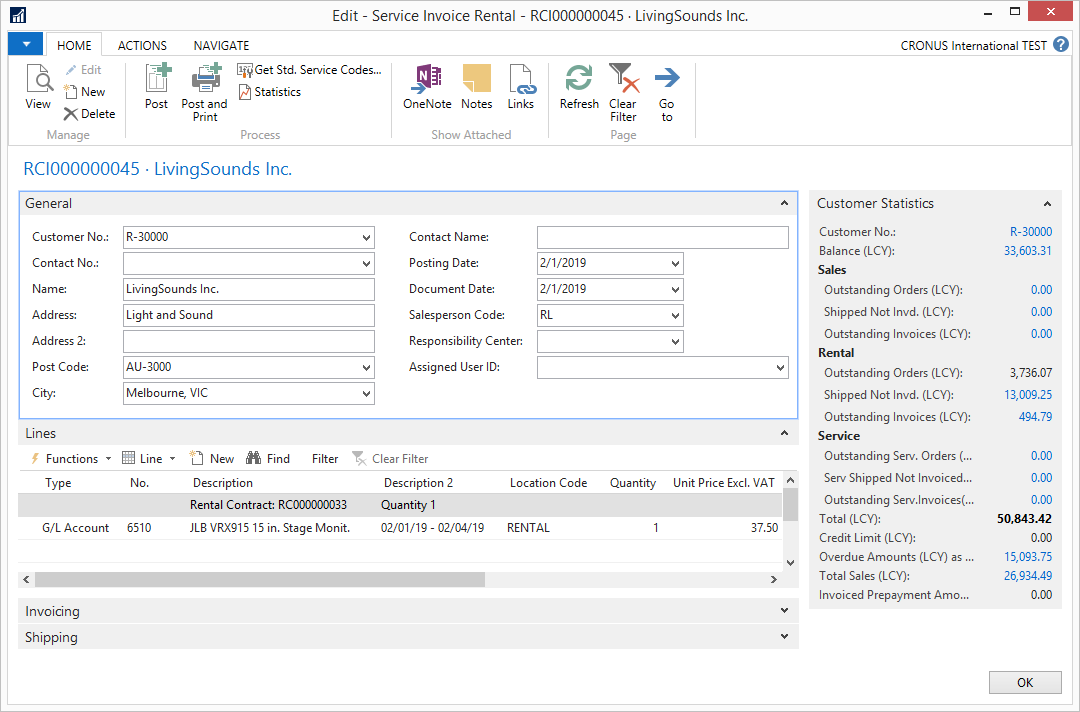 Edit - Service Invoice Rental - RCI000000045 · LivingSounds Inc.
HOME ACTIONS NAVIGATE CRONUS International TEST ?
View Edit New Delete Manage
Post Post and Print Get Std. Service Codes... Statistics Process
OneNote Notes Links Show Attached
Refresh Clear Filter Go to Page
RCI000000045 · LivingSounds Inc.
General
Customer No.: R-30000
Contact No.:
Name: LivingSounds Inc.
Address: Light and Sound
Address 2:
Post Code: AU-3000
City: Melbourne, VIC
Contact Name:
Posting Date: 2/1/2019
Document Date: 2/1/2019
Salesperson Code: RL
Responsibility Center:
Assigned User ID:
Lines
Functions Line New Find Filter Clear Filter
Type No. Description Description 2 Location Code Quantity Unit Price Excl. VAT
Rental Contract: RC000000033 Quantity 1
G/L Account 6510 JLB VRX915 15 in. Stage Monit. 02/01/19 - 02/04/19 RENTAL 1 37.50
Invoicing
Shipping
Customer Statistics
Customer No.: R-30000
Balance (LCY): 33,603.31
Sales
Outstanding Orders (LCY): 0.00
Shipped Not Invd. (LCY): 0.00
Outstanding Invoices (LCY): 0.00
Rental
Outstanding Orders (LCY): 3,736.07
Shipped Not Invd. (LCY): 13,009.25
Outstanding Invoices (LCY): 494.79
Service
Outstanding Serv. Orders (... 0.00
Serv Shipped Not Invoiced... 0.00
Outstanding Serv.Invoices(... 0.00
Total (LCY): 50,843.42
Credit Limit (LCY): 0.00
Overdue Amounts (LCY) as ... 15,093.75
Total Sales (LCY): 26,934.49
Invoiced Prepayment Amo... 0.00
OK